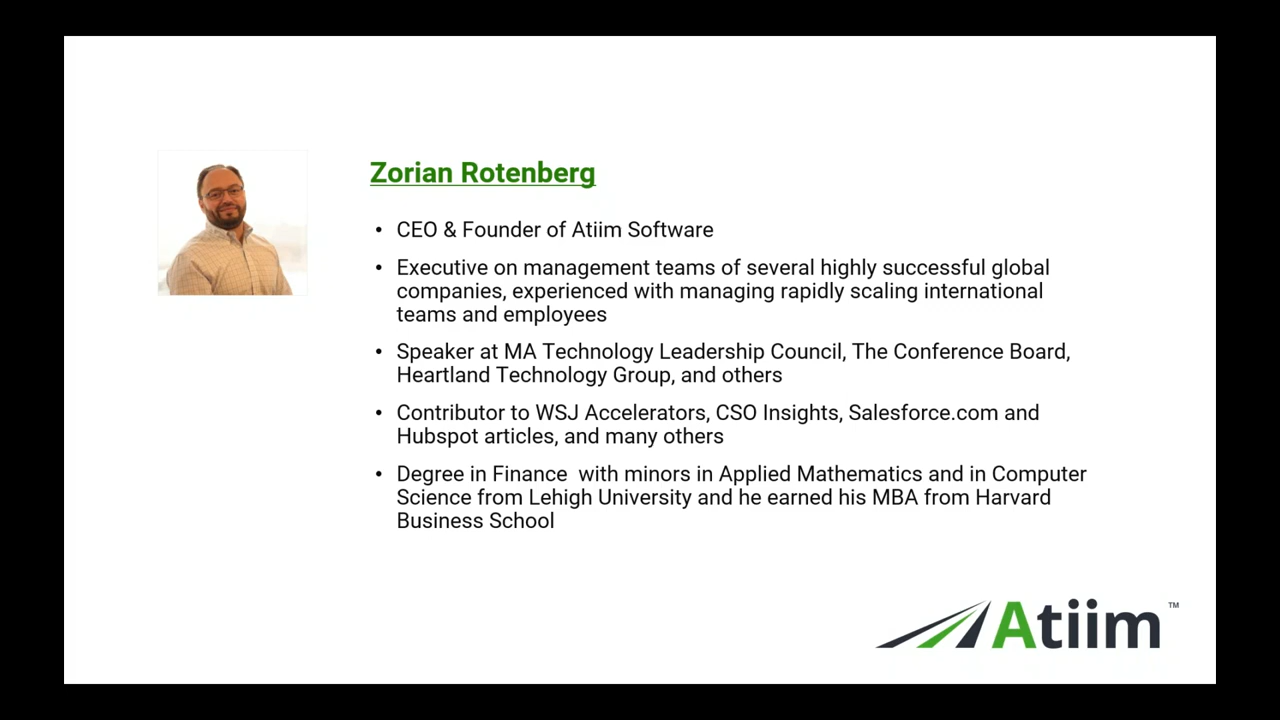 Zorian Rotenberg
• CEO & Founder of Atiim Software
• Executive on management teams of several highly successful global
companies, experienced with managing rapidly scaling international
teams and employees
• Speaker at MA Technology Leadership Council, The Conference Board,
Heartland Technology Group, and others
• Contributor to WSJ Accelerators, CSO Insights, Salesforce.com and
Hubspot articles, and many others
• Degree in Finance  with minors in Applied Mathematics and in Computer
Science from Lehigh University and he earned his MBA from Harvard
Business School
Atiim ™